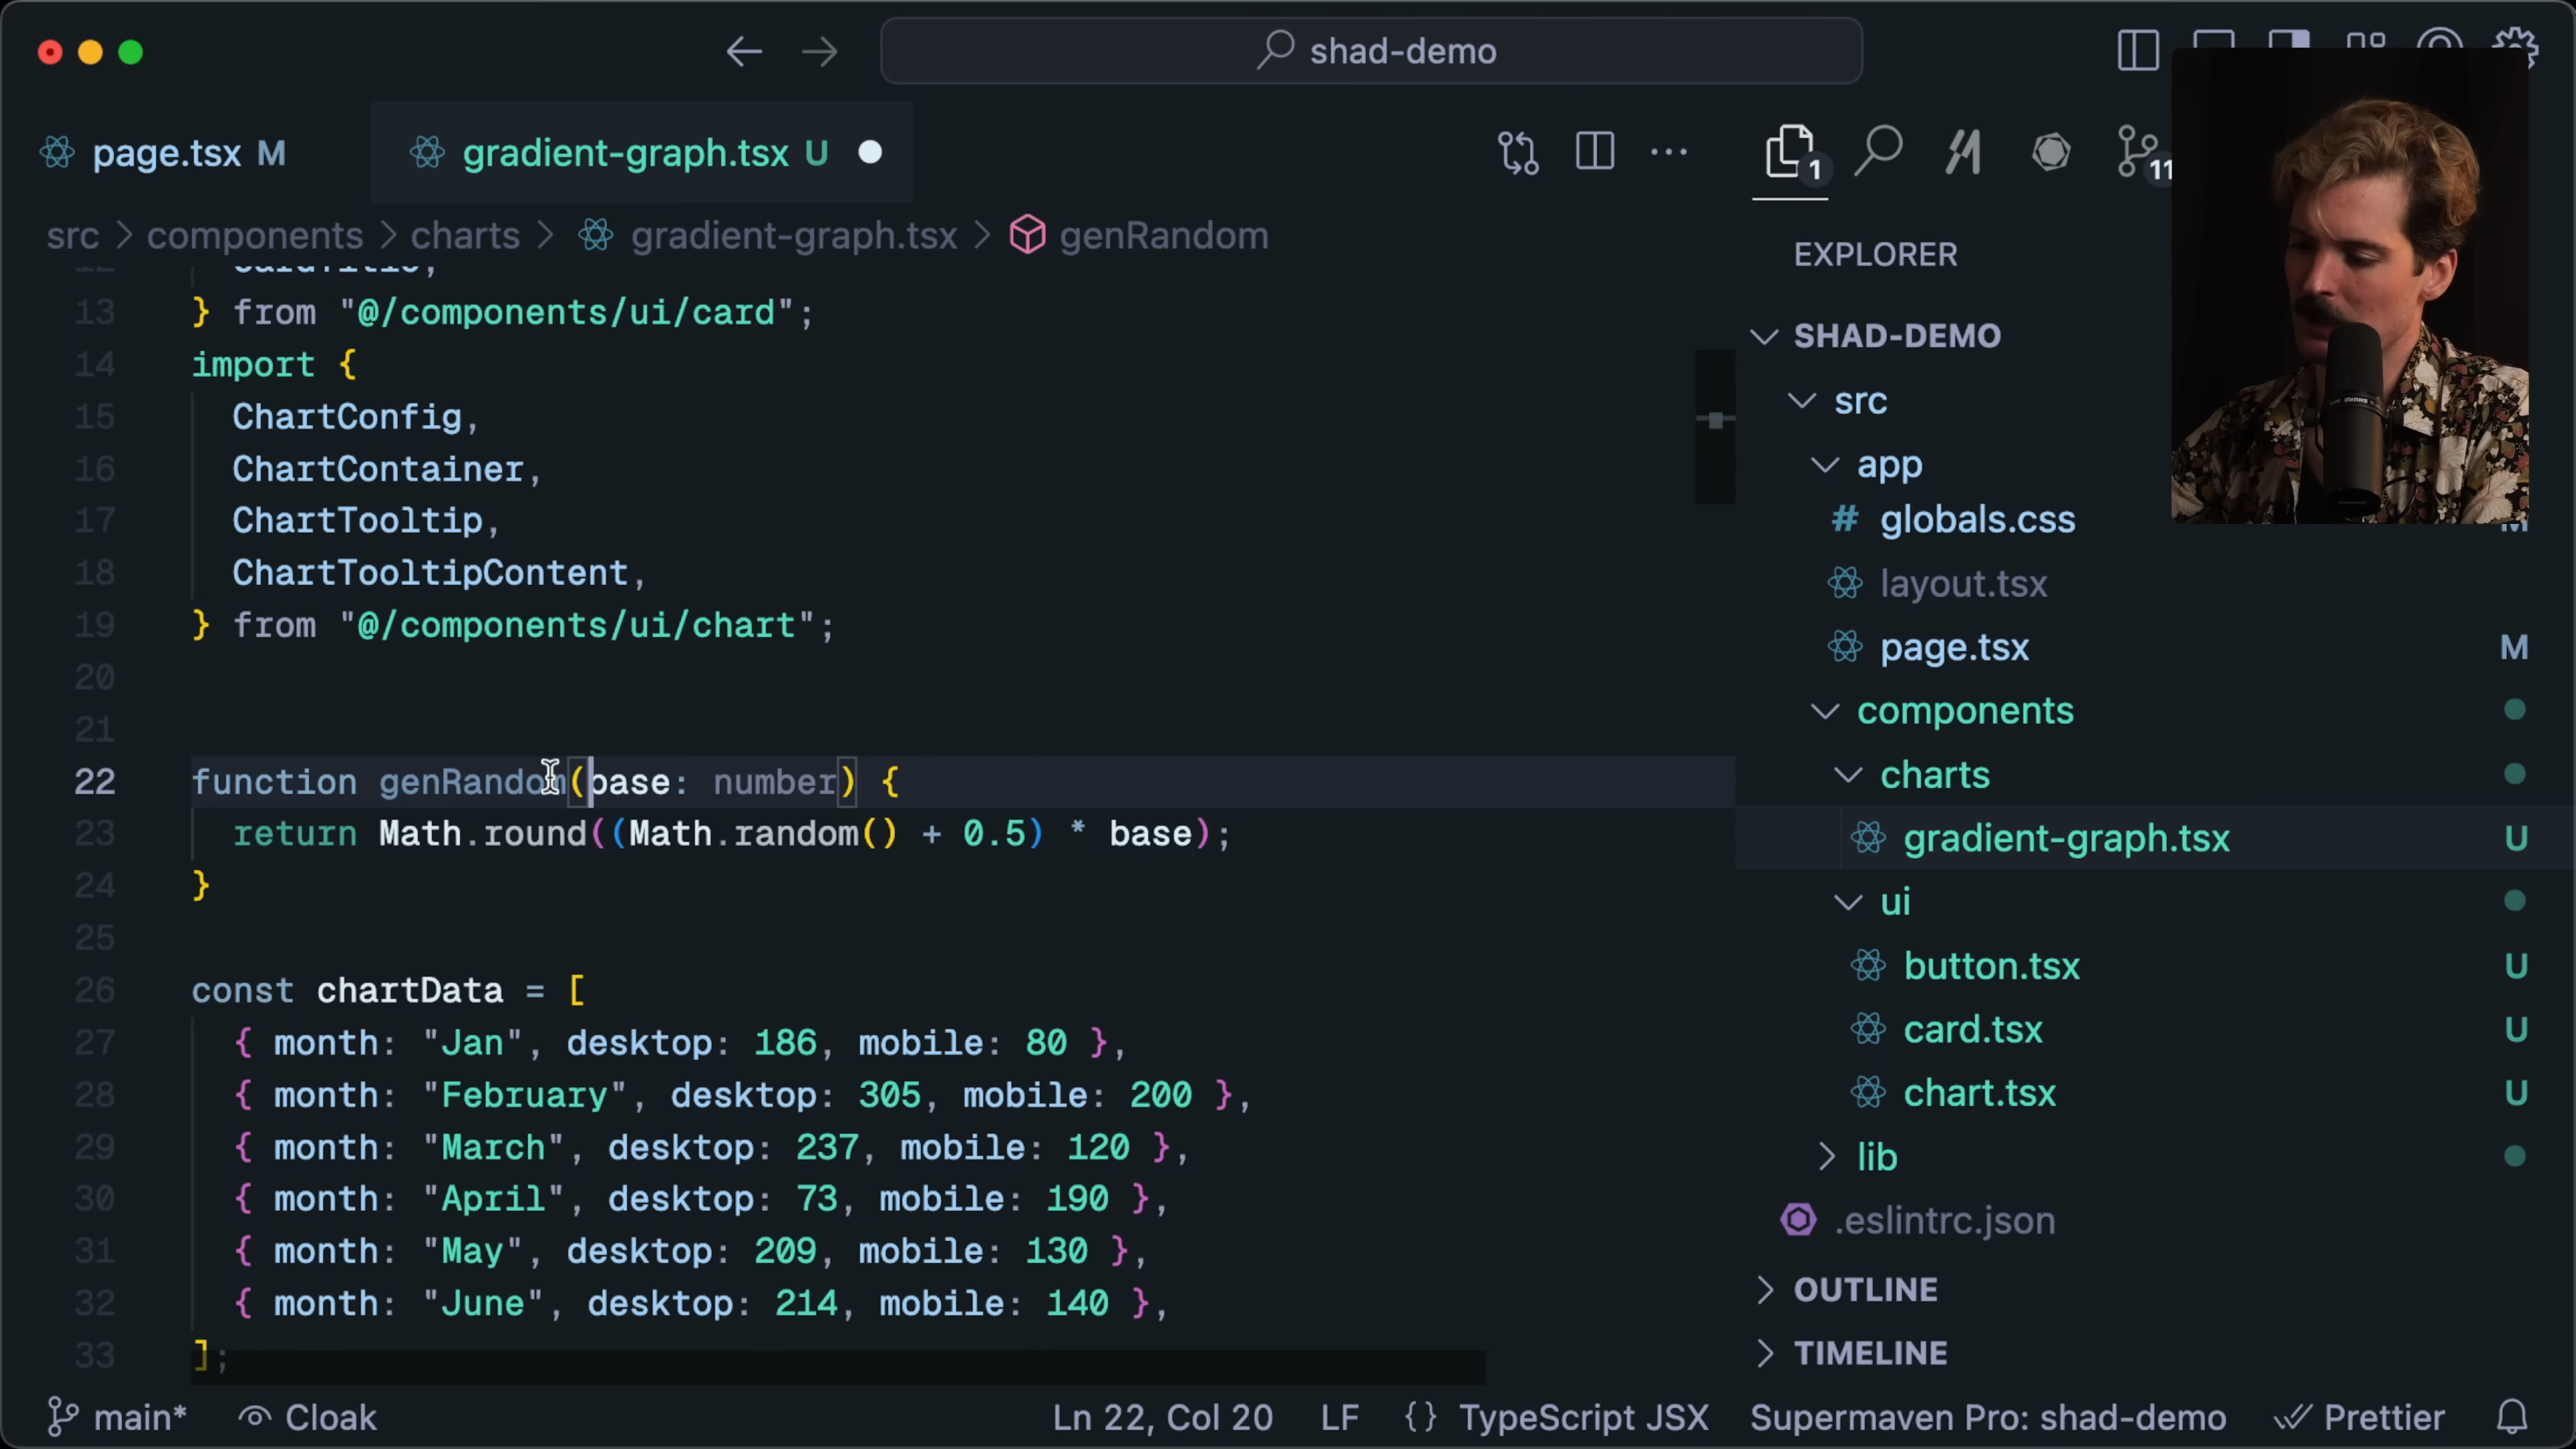 shad-demo
page.tsx M
gradient-graph.tsx U
1
11
src > components > charts > gradient-graph.tsx > genRandom
13 } from "@/components/ui/card";
14 import {
15 ChartConfig,
16 ChartContainer,
17 ChartTooltip,
18 ChartTooltipContent,
19 } from "@/components/ui/chart";
20
21
22 function genRandom(base: number) {
23 return Math.round((Math.random() + 0.5) * base);
24 }
25
26 const chartData = [
27 { month: "Jan", desktop: 186, mobile: 80 },
28 { month: "February", desktop: 305, mobile: 200 },
29 { month: "March", desktop: 237, mobile: 120 },
30 { month: "April", desktop: 73, mobile: 190 },
31 { month: "May", desktop: 209, mobile: 130 },
32 { month: "June", desktop: 214, mobile: 140 },
33 ];
EXPLORER
SHAD-DEMO
src
app
# globals.css
layout.tsx
page.tsx M
components
charts
gradient-graph.tsx U
ui
button.tsx U
card.tsx U
chart.tsx U
lib
.eslintrc.json
OUTLINE
TIMELINE
main* Cloak Ln 22, Col 20 LF {} TypeScript JSX Supermaven Pro: shad-demo Prettier